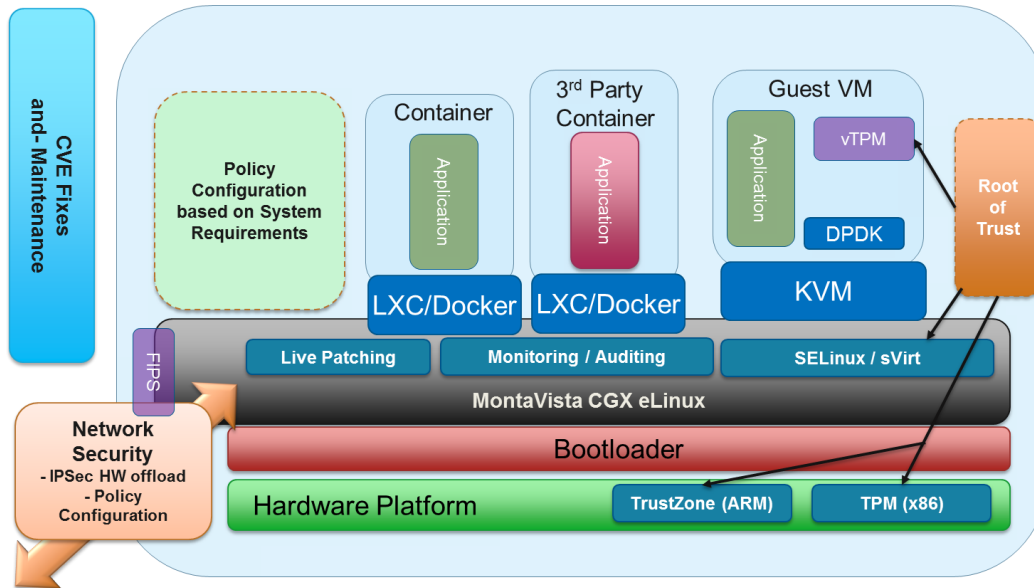 CVE Fixes
and- Maintenance
Policy
Configuration
based on System
Requirements
Container
Application
LXC/Docker
3rd Party
Container
Application
LXC/Docker
Guest VM
Application
vTPM
DPDK
KVM
Root
of
Trust
FIPS
Live Patching
Monitoring / Auditing
SELinux / sVirt
MontaVista CGX eLinux
Network
Security
- IPSec HW offload
- Policy
Configuration
Bootloader
Hardware Platform
TrustZone (ARM)
TPM (x86)